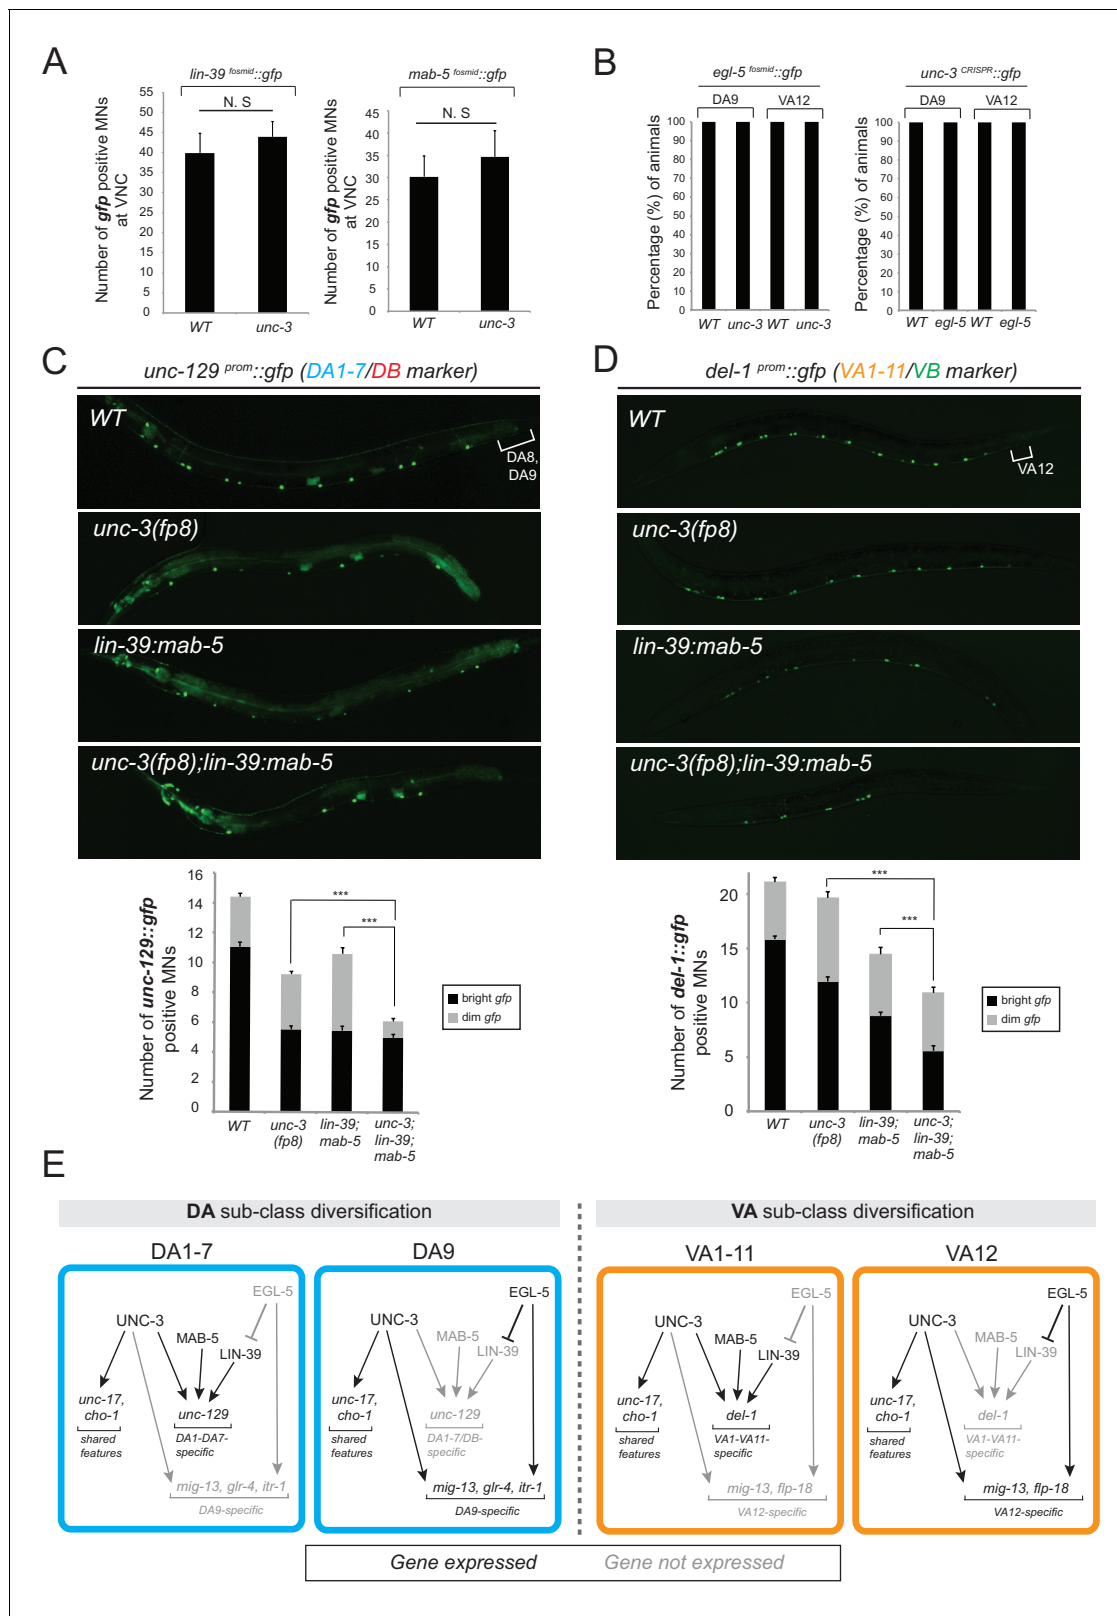 A
lin-39 fosmid::gfp
N. S
Number of gfp positive MNs
at VNC
55
50
45
40
35
30
25
20
15
10
5
0
WT
unc-3
mab-5 fosmid::gfp
N. S
Number of gfp positive MNs
at VNC
45
40
35
30
25
20
15
10
5
0
WT
unc-3
B
egl-5 fosmid::gfp
DA9
VA12
Percentage (%) of animals
100
90
80
70
60
50
40
30
20
10
0
WT
unc-3
WT
unc-3
unc-3 CRISPR::gfp
DA9
VA12
Percentage (%) of animals
100
90
80
70
60
50
40
30
20
10
0
WT
egl-5
WT
egl-5
C
unc-129 prom::gfp (DA1-7/DB marker)
WT
DA8,
DA9
unc-3(fp8)
lin-39:mab-5
unc-3(fp8);lin-39:mab-5
Number of unc-129::gfp
positive MNs
16
14
12
10
8
6
4
2
0
***
***
WT
unc-3
(fp8)
lin-39;
mab-5
unc-3;
lin-39;
mab-5
bright gfp
dim gfp
D
del-1 prom::gfp (VA1-11/VB marker)
WT
VA12
unc-3(fp8)
lin-39:mab-5
unc-3(fp8);lin-39:mab-5
Number of del-1::gfp
positive MNs
20
15
10
5
0
***
***
WT
unc-3
(fp8)
lin-39;
mab-5
unc-3;
lin-39;
mab-5
bright gfp
dim gfp
E
DA sub-class diversification
DA1-7
EGL-5
UNC-3
MAB-5
LIN-39
unc-17,
cho-1
shared
features
unc-129
DA1-DA7-
specific
mig-13, glr-4, itr-1
DA9-specific
DA9
EGL-5
UNC-3
MAB-5
LIN-39
unc-17,
cho-1
shared
features
unc-129
DA1-7/DB-
specific
mig-13, glr-4, itr-1
DA9-specific
VA sub-class diversification
VA1-11
EGL-5
UNC-3
MAB-5
LIN-39
unc-17,
cho-1
shared
features
del-1
VA1-VA11-
specific
mig-13, flp-18
VA12-specific
VA12
EGL-5
UNC-3
MAB-5
LIN-39
unc-17,
cho-1
shared
features
del-1
VA1-VA11-
specific
mig-13, flp-18
VA12-specific
Gene expressed
Gene not expressed